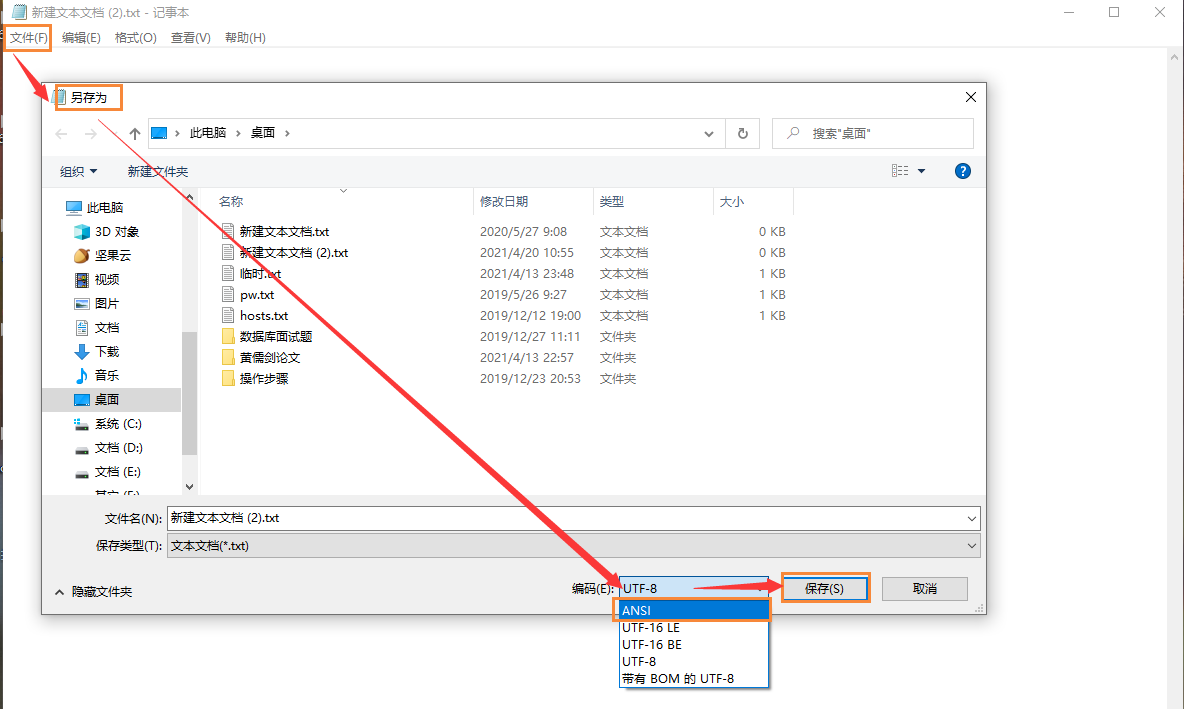 新建文本文档 (2).txt - 记事本
文件(F) 编辑(E) 格式(O) 查看(V) 帮助(H)
另存为
此电脑 › 桌面 ›
搜索"桌面"
组织 新建文件夹
名称 修改日期 类型 大小
此电脑
3D 对象
坚果云
视频
图片
文档
下载
音乐
桌面
系统 (C:)
文档 (D:)
文档 (E:)
新建文本文档.txt 2020/5/27 9:08 文本文档 0 KB
新建文本文档 (2).txt 2021/4/20 10:55 文本文档 0 KB
临时.txt 2021/4/13 23:48 文本文档 1 KB
pw.txt 2019/5/26 9:27 文本文档 1 KB
hosts.txt 2019/12/12 19:00 文本文档 1 KB
数据库面试题 2019/12/27 11:11 文件夹
黄儒剑论文 2021/4/13 22:57 文件夹
操作步骤 2019/12/23 20:53 文件夹
文件名(N): 新建文本文档 (2).txt
保存类型(T): 文本文档(*.txt)
隐藏文件夹
编码(E): UTF-8 保存(S) 取消
ANSI
UTF-16 LE
UTF-16 BE
UTF-8
带有 BOM 的 UTF-8